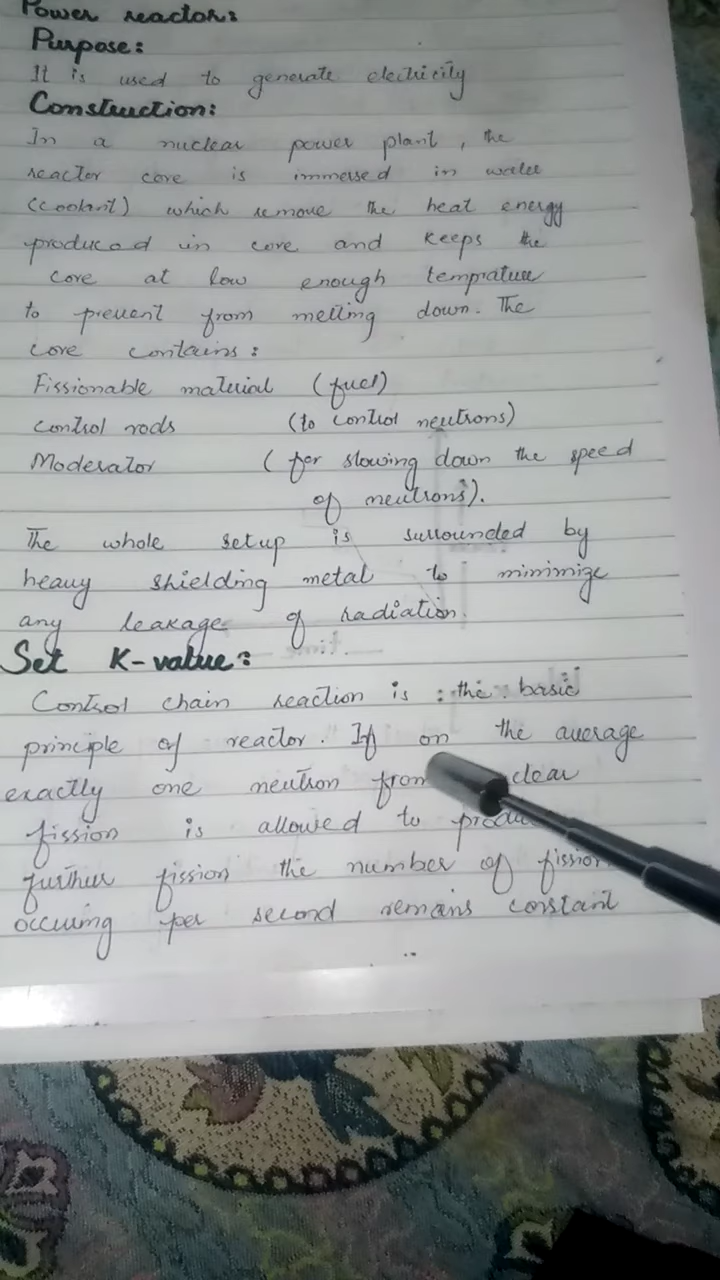 Power reactor:
Purpose:
It is used to generate electricity
Construction:
In a nuclear power plant, the
reactor core is immersed in water
(coolant) which remove the heat energy
produced in core and keeps the
core at low enough temprature
to prevent from melting down. The
core contains:
Fissionable material (fuel)
control rods (to control neutrons)
Moderator (for slowing down the speed
of neutrons).
The whole setup is surrounded by
heavy shielding metal to minimize
any leakage of radiation.
Set K-value:
Control chain reaction is : the basic
principle of reactor. If on the average
exactly one neutron from
fission is allowed to
further fission the number of fission
occuring per second remans constant